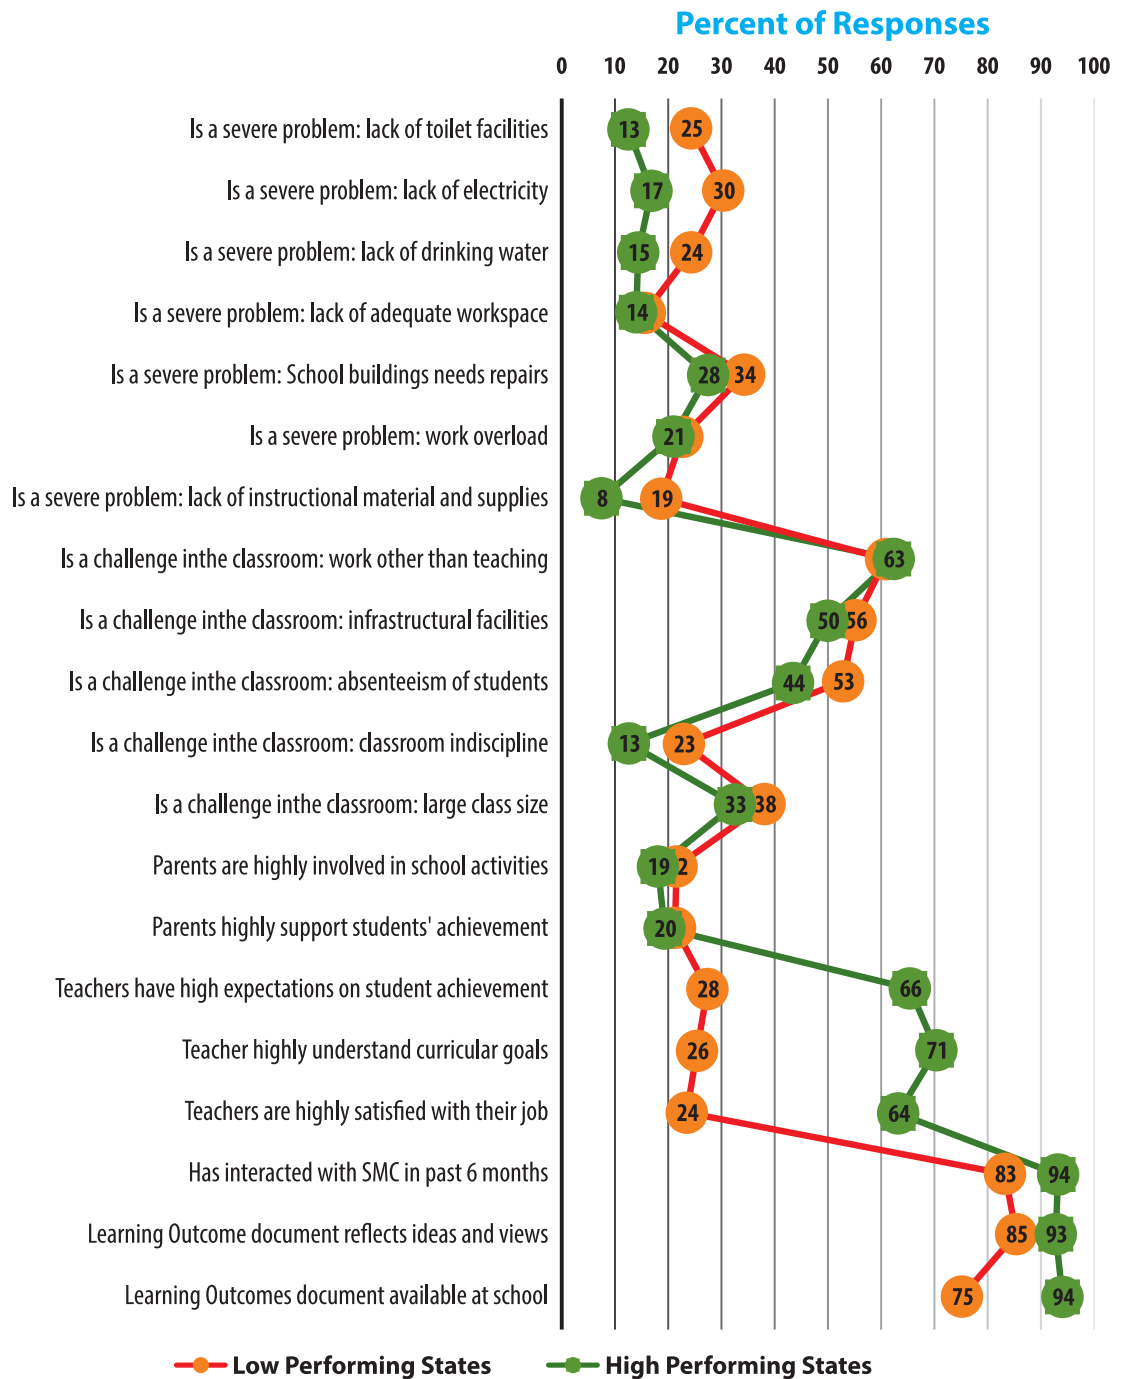 Percent of Responses
0 10 20 30 40 50 60 70 80 90 100
Is a severe problem: lack of toilet facilities 13 25
Is a severe problem: lack of electricity 17 30
Is a severe problem: lack of drinking water 15 24
Is a severe problem: lack of adequate workspace 14
Is a severe problem: School buildings needs repairs 28 34
Is a severe problem: work overload 21
Is a severe problem: lack of instructional material and supplies 8 19
Is a challenge inthe classroom: work other than teaching 63
Is a challenge inthe classroom: infrastructural facilities 50 56
Is a challenge inthe classroom: absenteeism of students 44 53
Is a challenge inthe classroom: classroom indiscipline 13 23
Is a challenge inthe classroom: large class size 33 38
Parents are highly involved in school activities 19
Parents highly support students' achievement 20
Teachers have high expectations on student achievement 28 66
Teacher highly understand curricular goals 26 71
Teachers are highly satisfied with their job 24 64
Has interacted with SMC in past 6 months 83 94
Learning Outcome document reflects ideas and views 85 93
Learning Outcomes document available at school 75 94
Low Performing States High Performing States